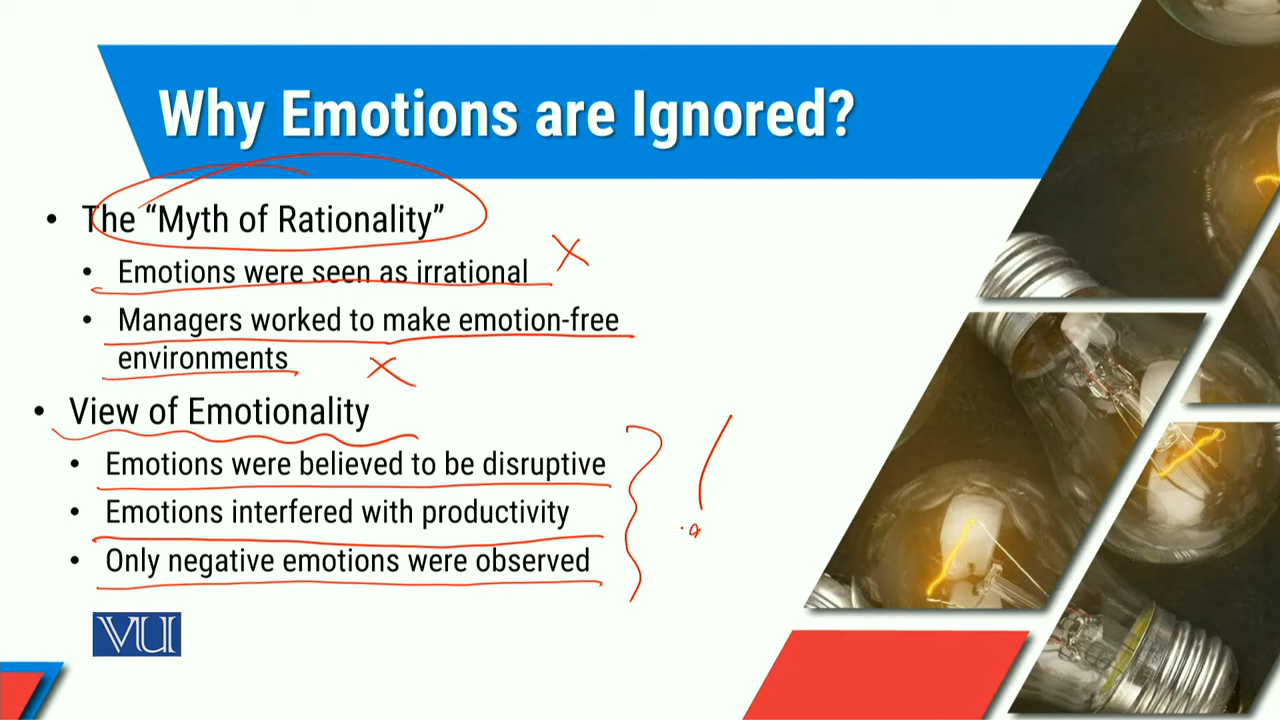 Why Emotions are Ignored?
• The “Myth of Rationality”
• Emotions were seen as irrational
• Managers worked to make emotion-free
environments
• View of Emotionality
• Emotions were believed to be disruptive
• Emotions interfered with productivity
• Only negative emotions were observed
VU